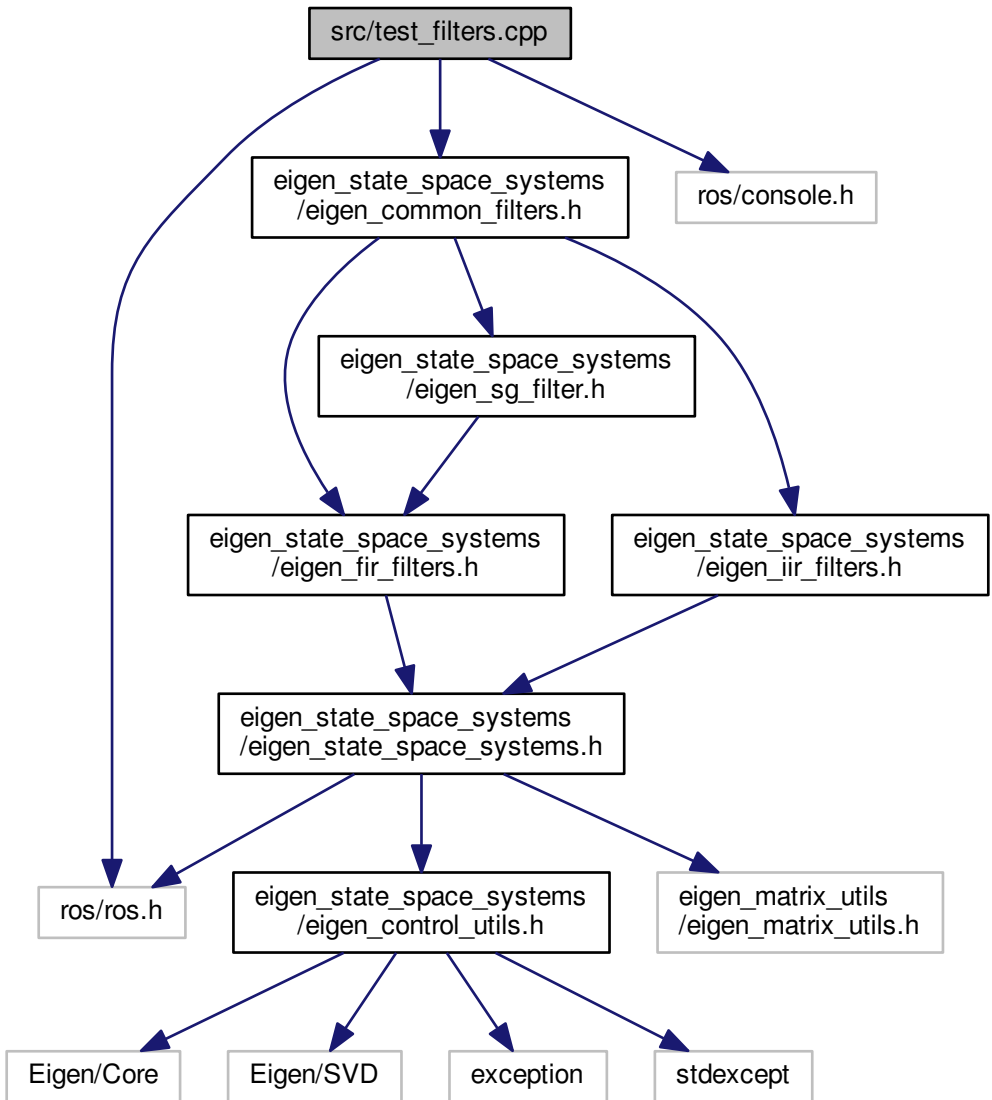 src/test_filters.cpp
eigen_state_space_systems
/eigen_common_filters.h
ros/console.h
eigen_state_space_systems
/eigen_sg_filter.h
eigen_state_space_systems
/eigen_fir_filters.h
eigen_state_space_systems
/eigen_iir_filters.h
eigen_state_space_systems
/eigen_state_space_systems.h
ros/ros.h
eigen_state_space_systems
/eigen_control_utils.h
eigen_matrix_utils
/eigen_matrix_utils.h
Eigen/Core
Eigen/SVD
exception
stdexcept